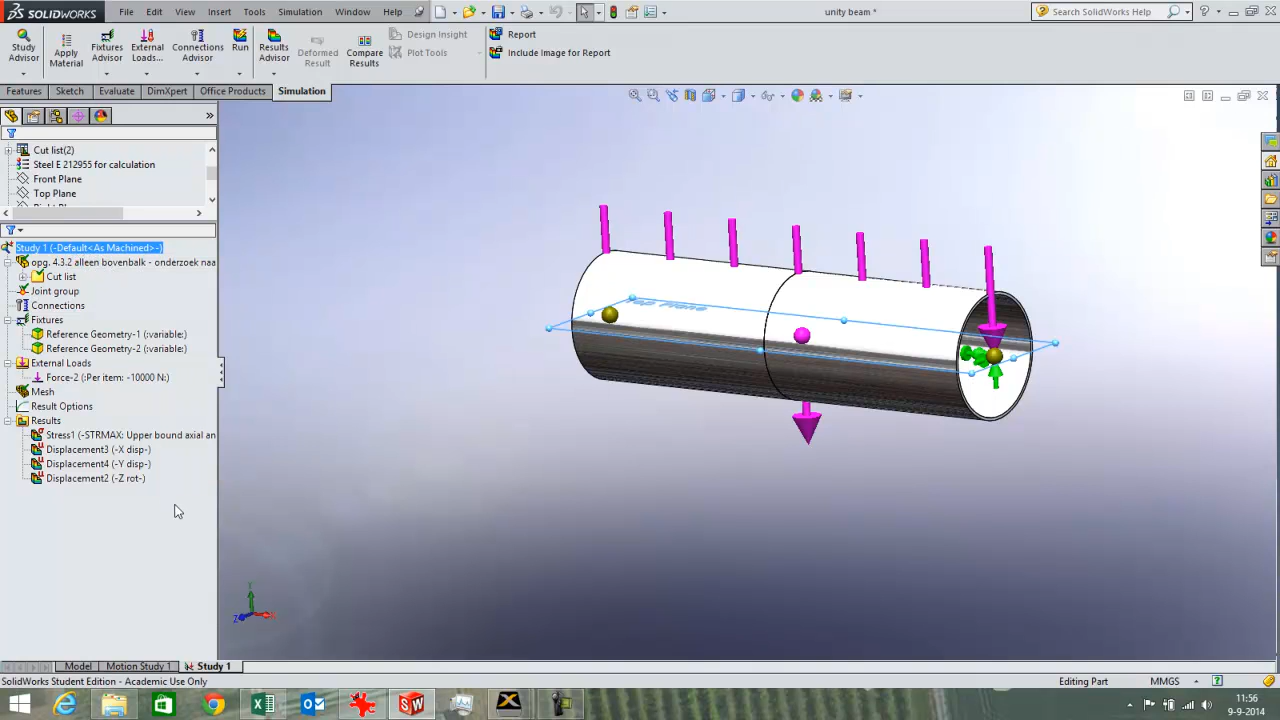 SOLIDWORKS File Edit View Insert Tools Simulation Window Help unity beam * Search SolidWorks Help
Study Advisor
Apply Material
Fixtures Advisor
External Loads...
Connections Advisor
Run
Results Advisor
Deformed Result
Compare Results
Design Insight
Plot Tools
Report
Include Image for Report
Features Sketch Evaluate DimXpert Office Products Simulation
Cut list(2)
Steel E 212955 for calculation
Front Plane
Top Plane
Study 1 (-Default<As Machined>-)
opg. 4.3.2 alleen bovenbalk - onderzoek naa
Cut list
Joint group
Connections
Fixtures
Reference Geometry-1 (:variable:)
Reference Geometry-2 (:variable:)
External Loads
Force-2 (:Per item: -10000 N:)
Mesh
Result Options
Results
Stress1 (-STRMAX: Upper bound axial an
Displacement3 (-X disp-)
Displacement4 (-Y disp-)
Displacement2 (-Z rot-)
Top Plane
Y
Z
X
Model Motion Study 1 Study 1
SolidWorks Student Edition - Academic Use Only Editing Part MMGS
11:56
9-9-2014